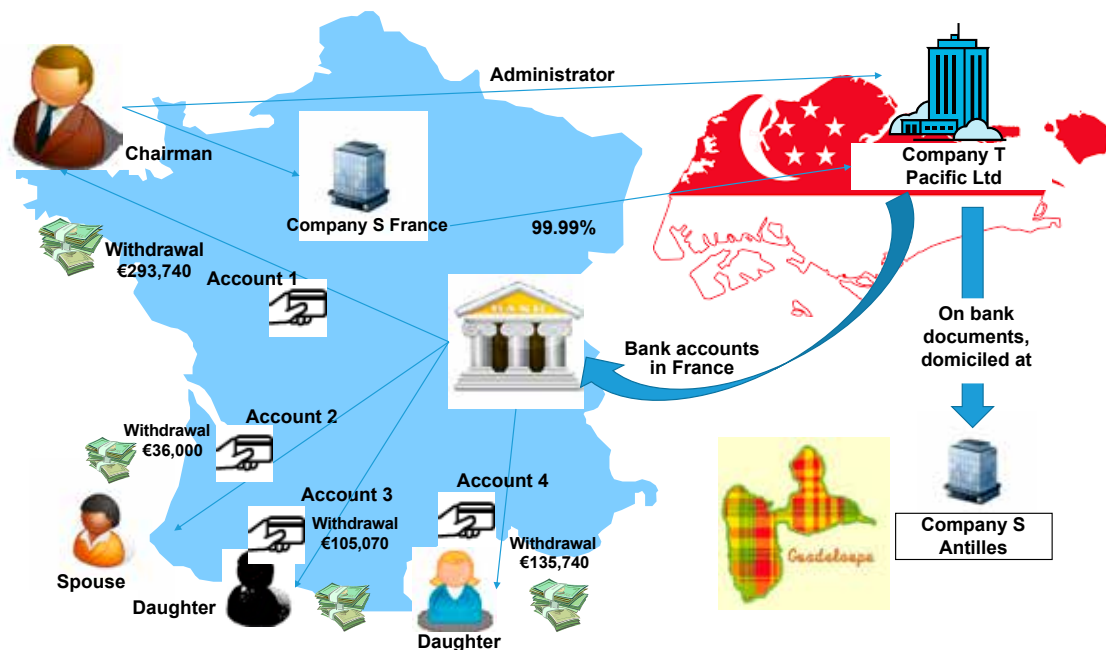 Administrator
Chairman
Company S France
99.99%
Company T
Pacific Ltd
Withdrawal
€293,740
Account 1
BANK
Bank accounts
in France
On bank
documents,
domiciled at
Account 2
Withdrawal
€36,000
Account 3
Withdrawal
€105,070
Account 4
Withdrawal
€135,740
Spouse
Daughter
Daughter
Guadeloupe
Company S
Antilles